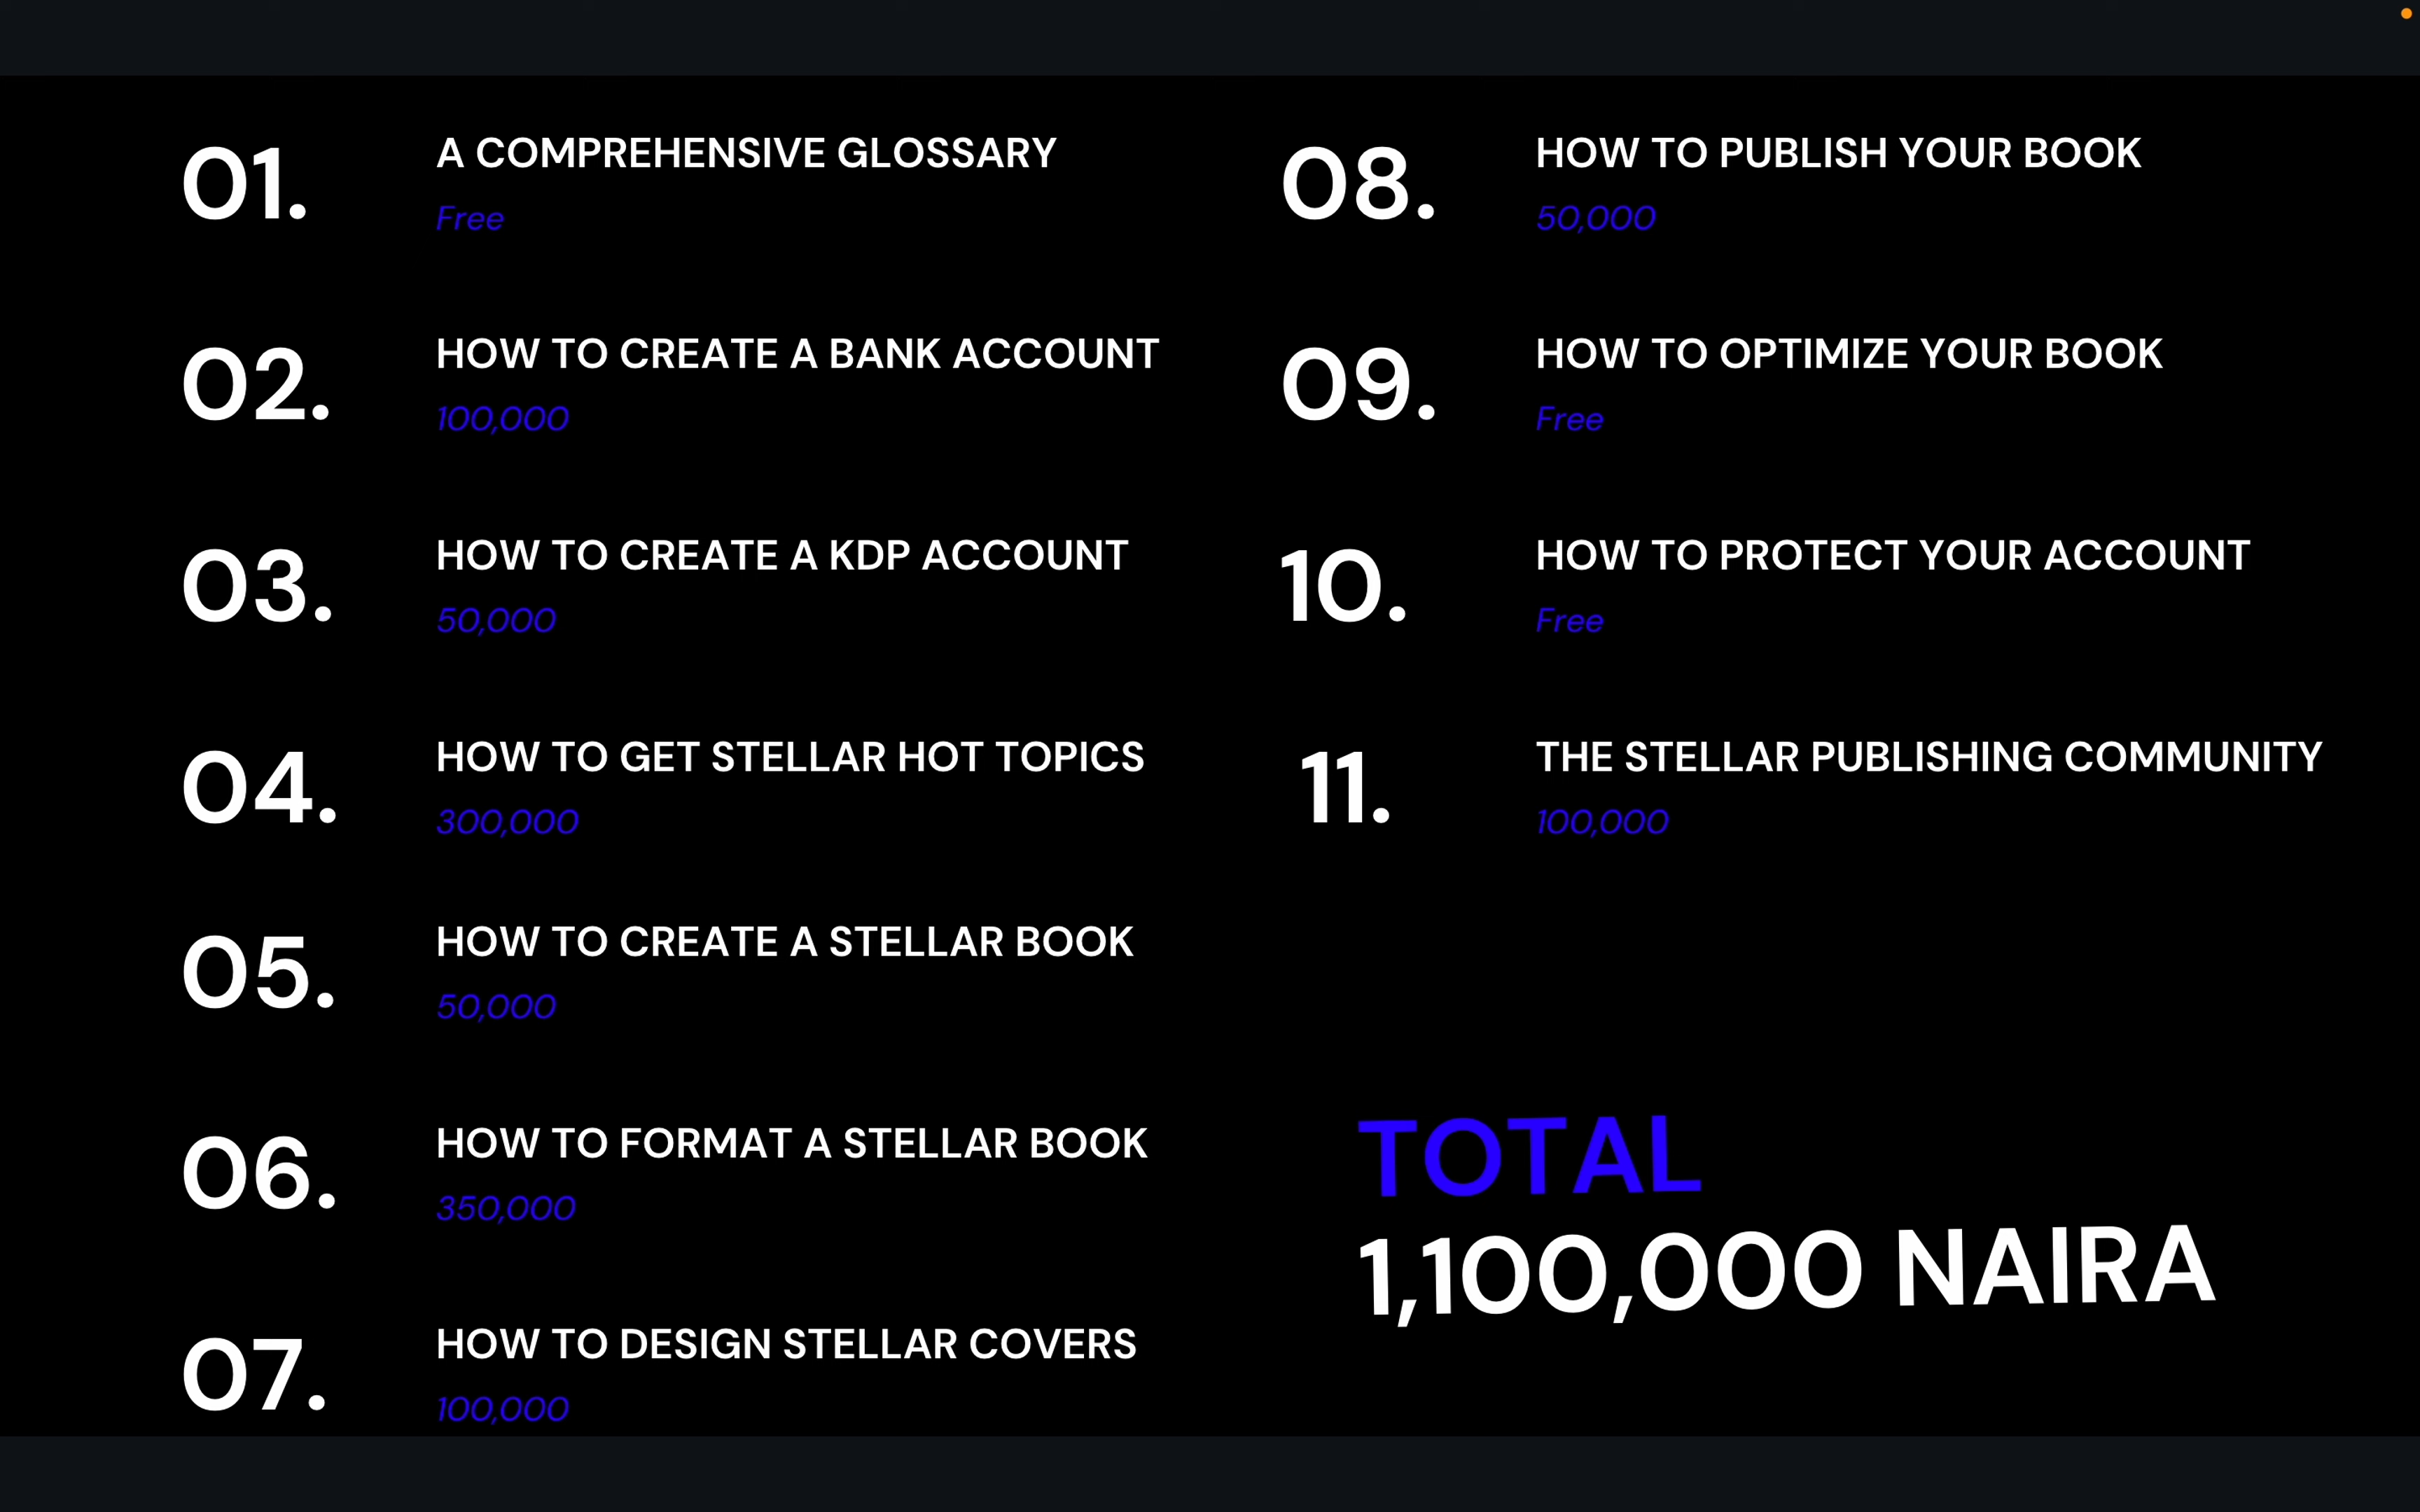 01.
A COMPREHENSIVE GLOSSARY
Free
02.
HOW TO CREATE A BANK ACCOUNT
100,000
03.
HOW TO CREATE A KDP ACCOUNT
50,000
04.
HOW TO GET STELLAR HOT TOPICS
300,000
05.
HOW TO CREATE A STELLAR BOOK
50,000
06.
HOW TO FORMAT A STELLAR BOOK
350,000
07.
HOW TO DESIGN STELLAR COVERS
100,000
08.
HOW TO PUBLISH YOUR BOOK
50,000
09.
HOW TO OPTIMIZE YOUR BOOK
Free
10.
HOW TO PROTECT YOUR ACCOUNT
Free
11.
THE STELLAR PUBLISHING COMMUNITY
100,000
TOTAL
1,100,000 NAIRA